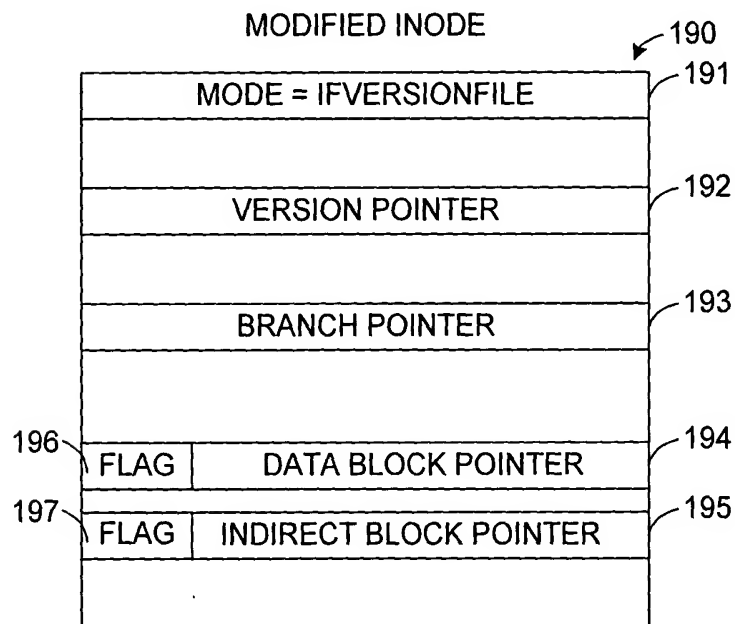 MODIFIED INODE
190
MODE = IFVERSIONFILE 191
VERSION POINTER 192
BRANCH POINTER 193
196 FLAG DATA BLOCK POINTER 194
197 FLAG INDIRECT BLOCK POINTER 195